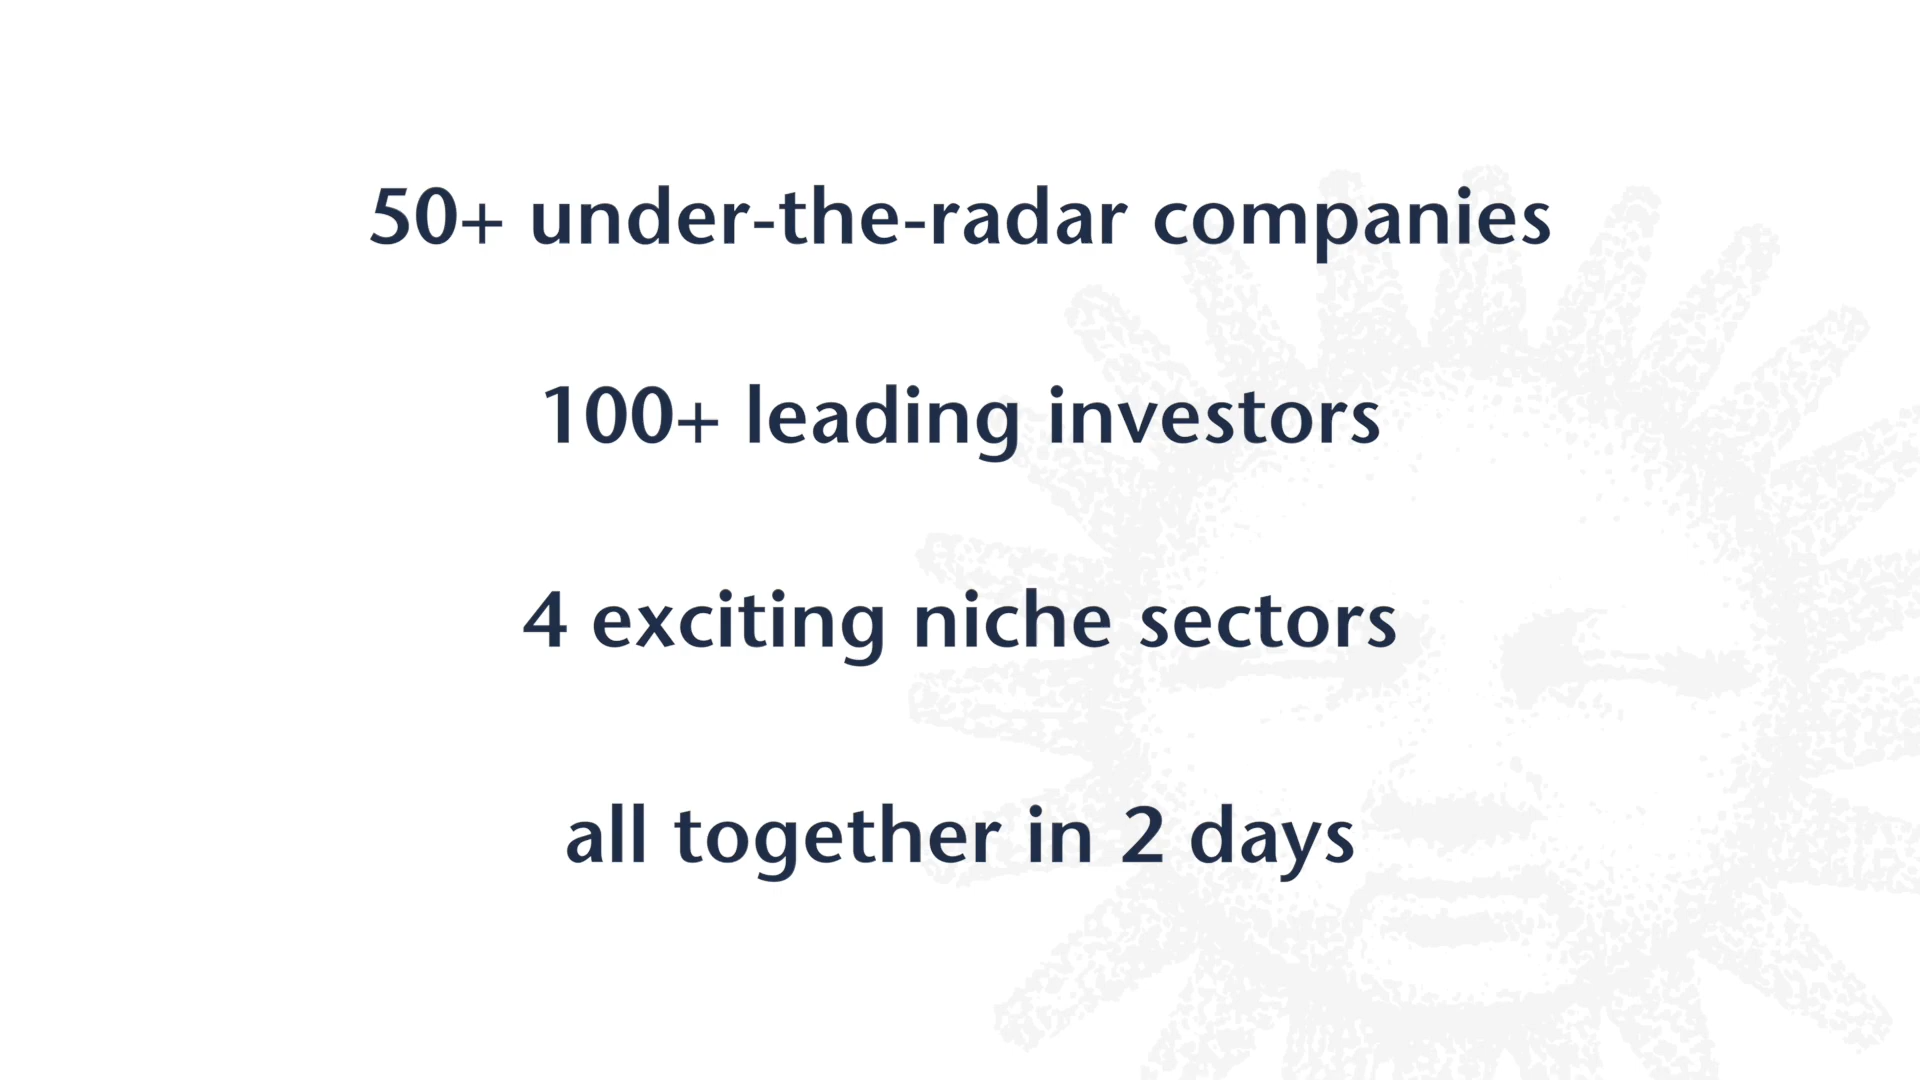 50+ under-the-radar companies
100+ leading investors
4 exciting niche sectors
all together in 2 days